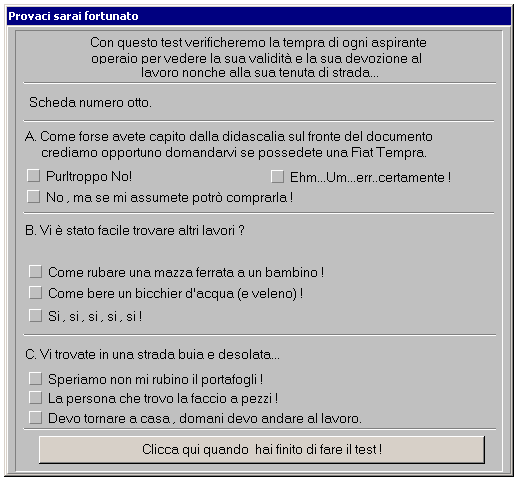 Provaci sarai fortunato
Con questo test verificheremo la tempra di ogni aspirante
operaio per vedere la sua validità e la sua devozione al
lavoro nonche alla sua tenuta di strada...
Scheda numero otto.
A. Come forse avete capito dalla didascalia sul fronte del documento
crediamo opportuno domandarvi se possedete una Fiat Tempra.
Purltroppo No!
Ehm...Um...err..certamente !
No , ma se mi assumete potrò comprarla !
B. Vi è stato facile trovare altri lavori ?
Come rubare una mazza ferrata a un bambino !
Come bere un bicchier d'acqua (e veleno) !
Si , si , si , si , si !
C. Vi trovate in una strada buia e desolata...
Speriamo non mi rubino il portafogli !
La persona che trovo la faccio a pezzi !
Devo tornare a casa , domani devo andare al lavoro.
Clicca qui quando  hai finito di fare il test !